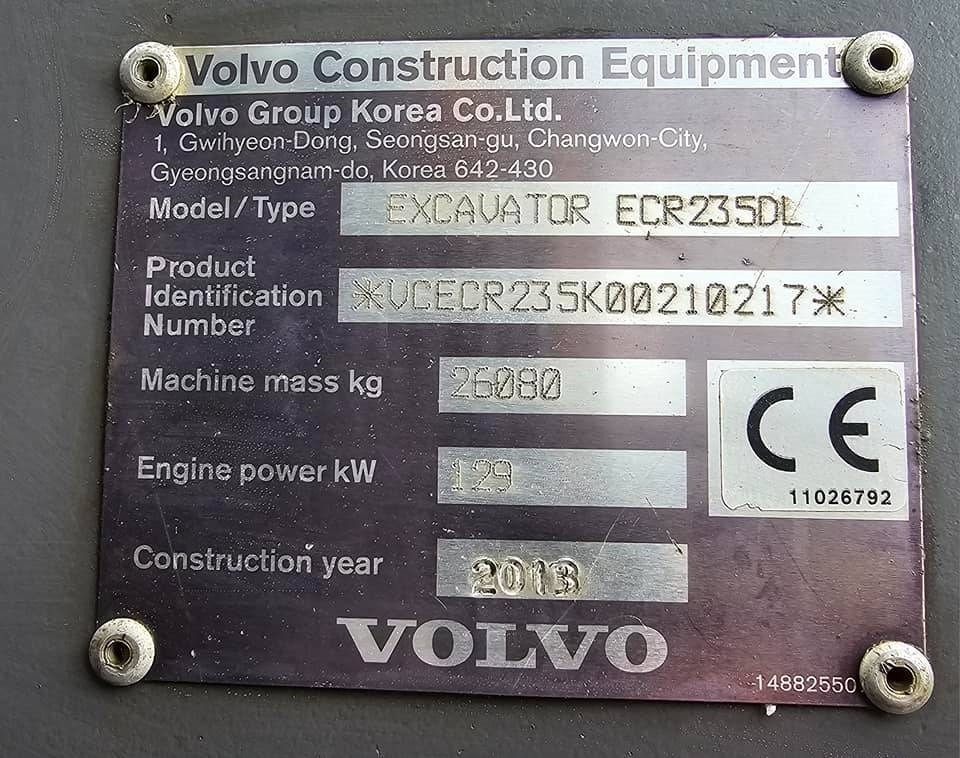 Volvo Construction Equipment
Volvo Group Korea Co.Ltd.
1, Gwihyeon-Dong, Seongsan-gu, Changwon-City,
Gyeongsangnam-do, Korea 642-430
Model/Type EXCAVATOR ECR235DL
Product
Identification
Number
*VCECR235K00210217*
Machine mass kg 26080
CE
11026792
Engine power kW 129
Construction year 2013
VOLVO
14882550